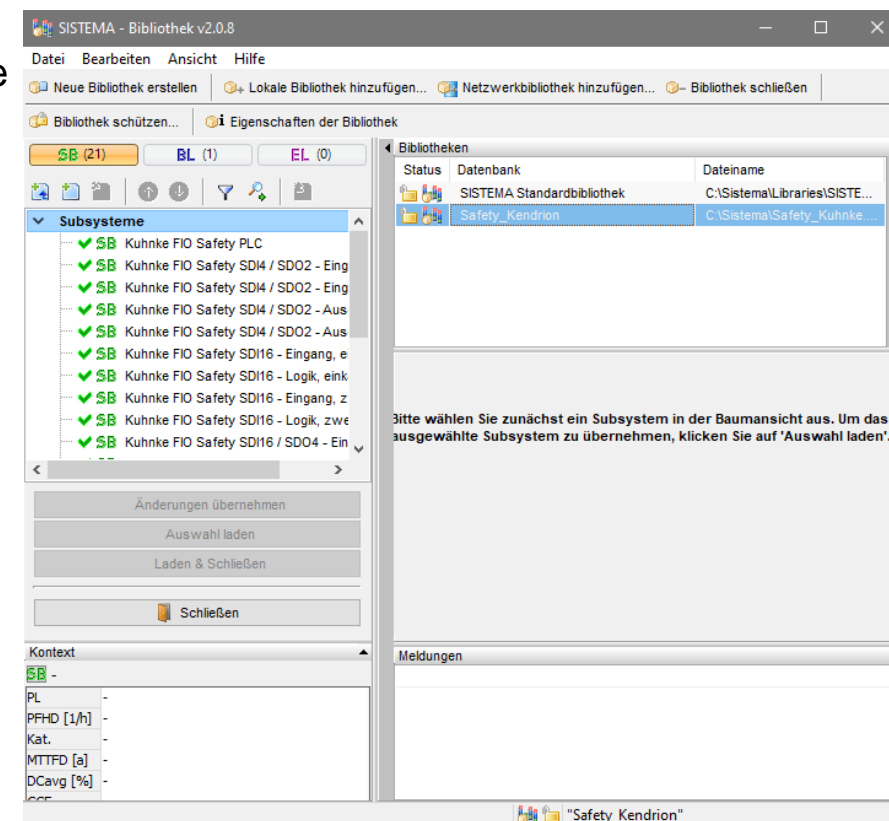 e
SISTEMA - Bibliothek v2.0.8
Datei Bearbeiten Ansicht Hilfe
Neue Bibliothek erstellen Lokale Bibliothek hinzufügen... Netzwerkbibliothek hinzufügen... Bibliothek schließen
Bibliothek schützen... Eigenschaften der Bibliothek
SB (21) BL (1) EL (0)
Subsysteme
SB Kuhnke FIO Safety PLC
SB Kuhnke FIO Safety SDI4 / SDO2 - Eing
SB Kuhnke FIO Safety SDI4 / SDO2 - Eing
SB Kuhnke FIO Safety SDI4 / SDO2 - Aus
SB Kuhnke FIO Safety SDI4 / SDO2 - Aus
SB Kuhnke FIO Safety SDI16 - Eingang, e
SB Kuhnke FIO Safety SDI16 - Logik, eink
SB Kuhnke FIO Safety SDI16 - Eingang, z
SB Kuhnke FIO Safety SDI16 - Logik, zwe
SB Kuhnke FIO Safety SDI16 / SDO4 - Ein
Änderungen übernehmen
Auswahl laden
Laden & Schließen
Schließen
Kontext
SB -
PL -
PFHD [1/h] -
Kat. -
MTTFD [a] -
DCavg [%] -
Bibliotheken
Status Datenbank Dateiname
SISTEMA Standardbibliothek C:\Sistema\Libraries\SISTE...
Safety_Kendrion C:\Sistema\Safety_Kuhnke....
Bitte wählen Sie zunächst ein Subsystem in der Baumansicht aus. Um das
ausgewählte Subsystem zu übernehmen, klicken Sie auf 'Auswahl laden'.
Meldungen
"Safety_Kendrion"